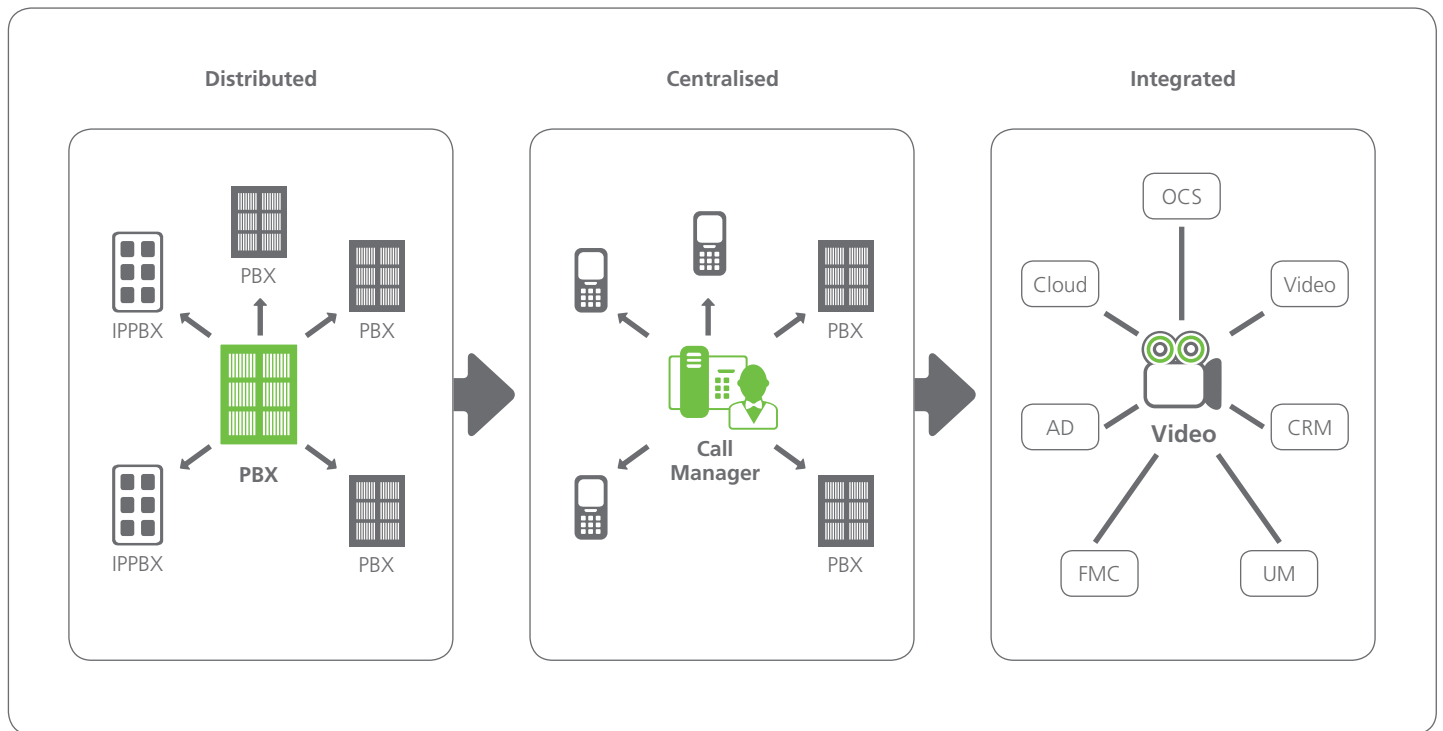 Distributed
Centralised
Integrated
PBX
IPPBX
PBX
PBX
IPPBX
PBX
PBX
Call
Manager
PBX
OCS
Cloud
Video
AD
Video
CRM
FMC
UM